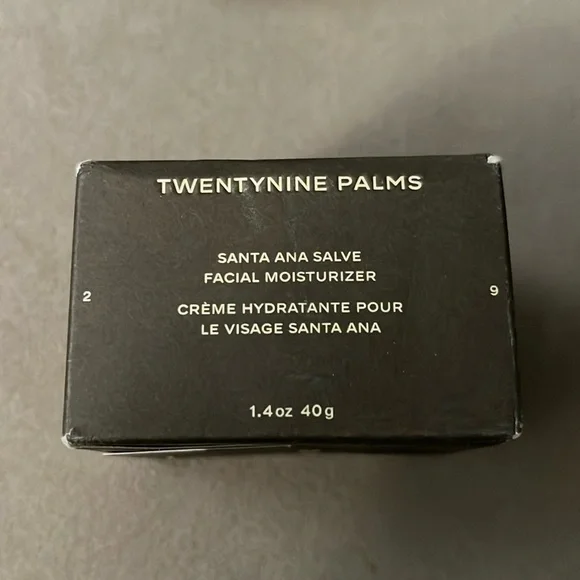 TWENTYNINE PALMS
SANTA ANA SALVE
FACIAL MOISTURIZER
2
9
CRÈME HYDRATANTE POUR
LE VISAGE SANTA ANA
1.4oz 40g